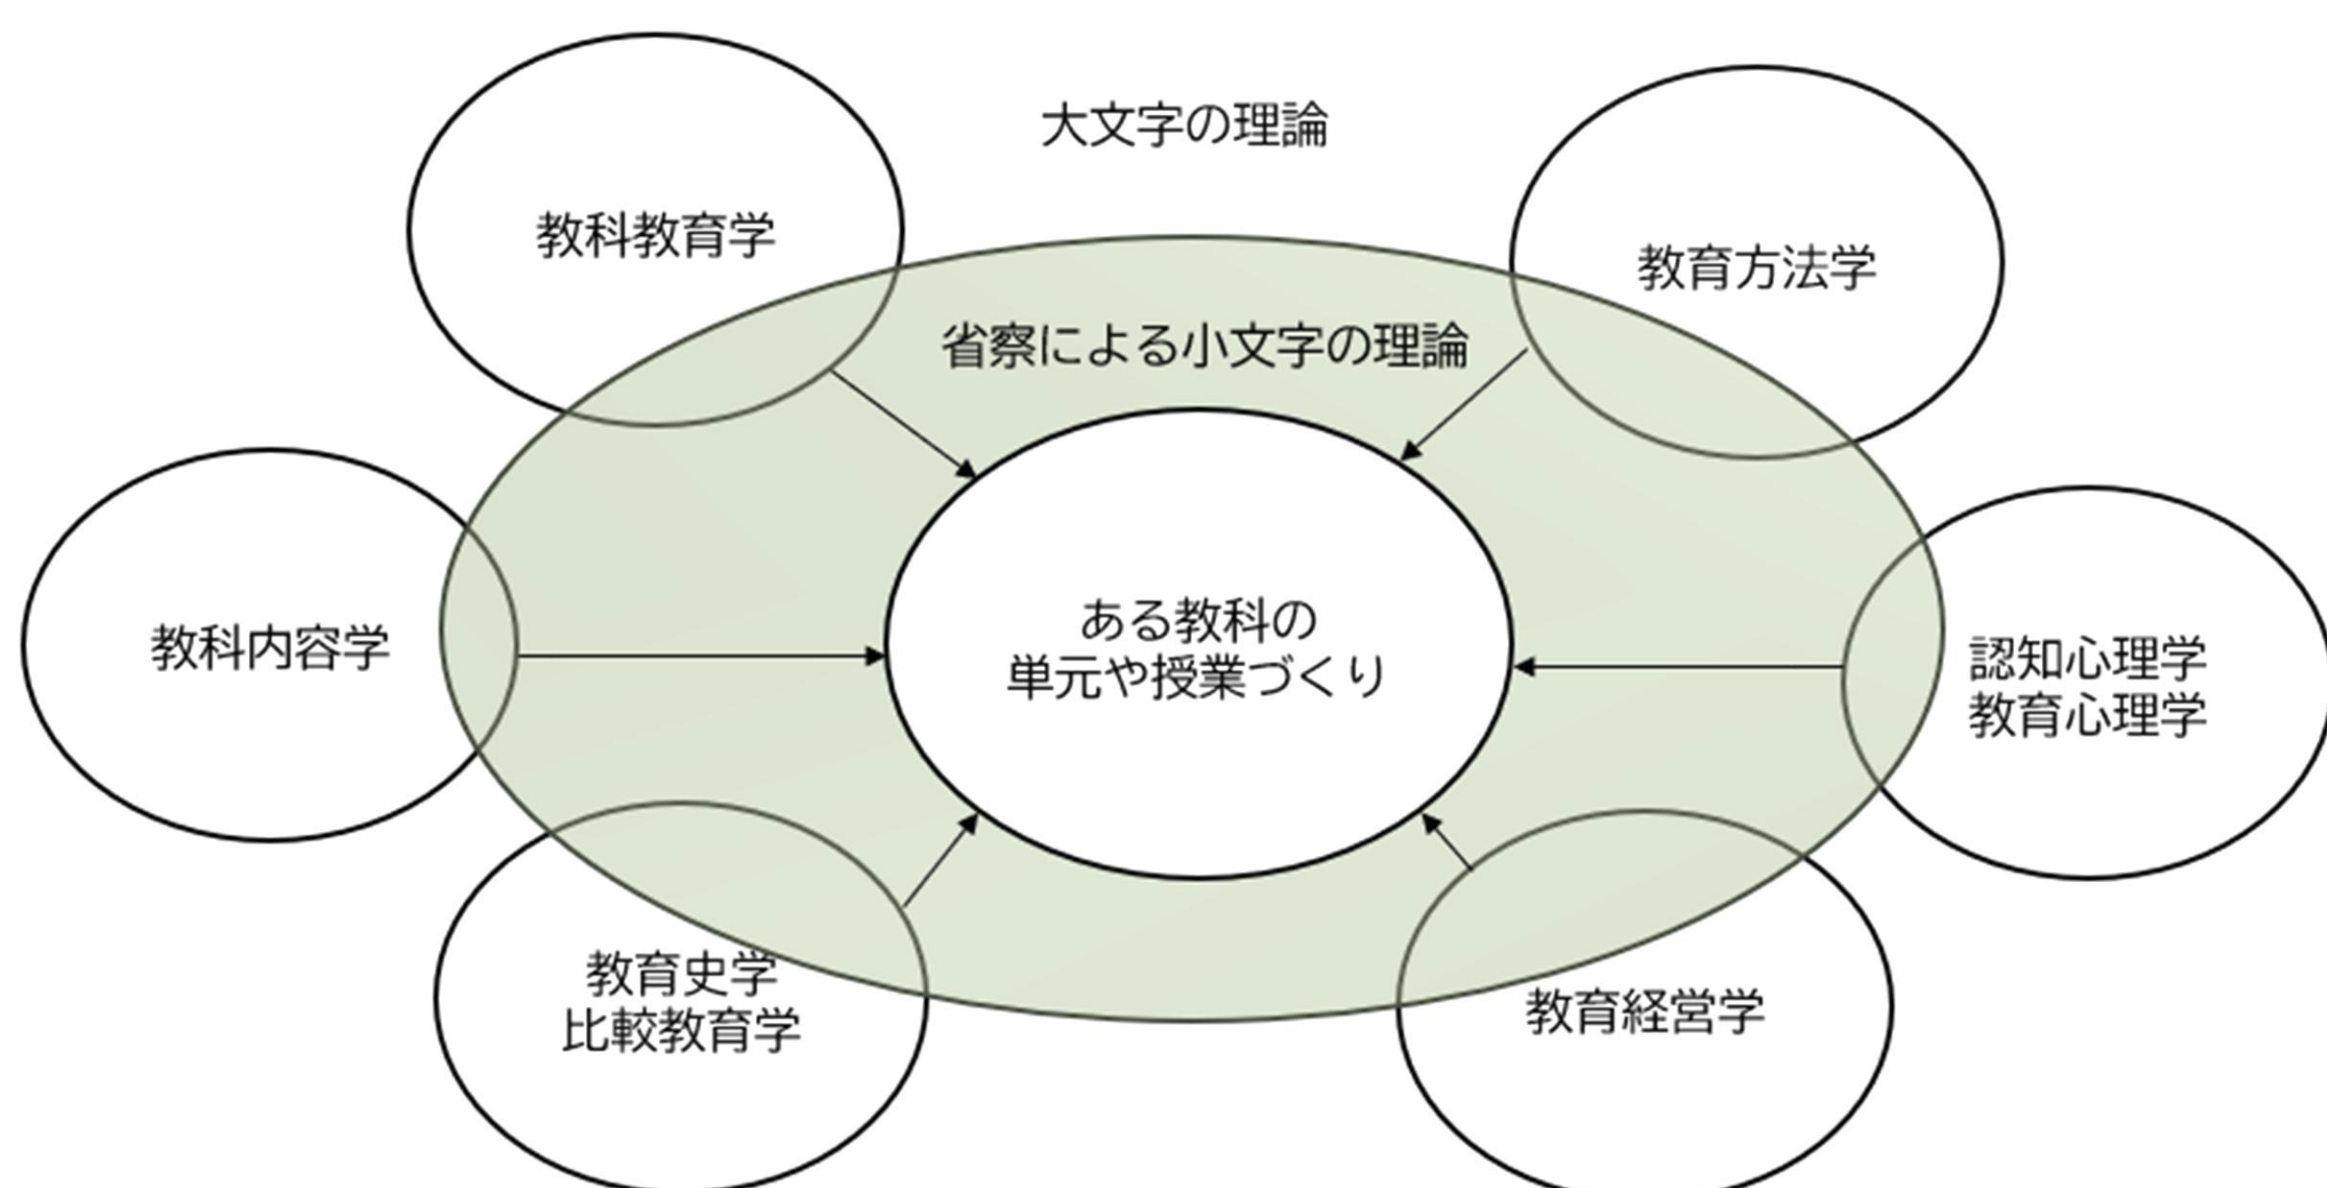 大文字の理論
教科教育学
教育方法学
省察による小文字の理論
教科内容学
ある教科の
単元や授業づくり
認知心理学
教育心理学
教育史学
比較教育学
教育経営学